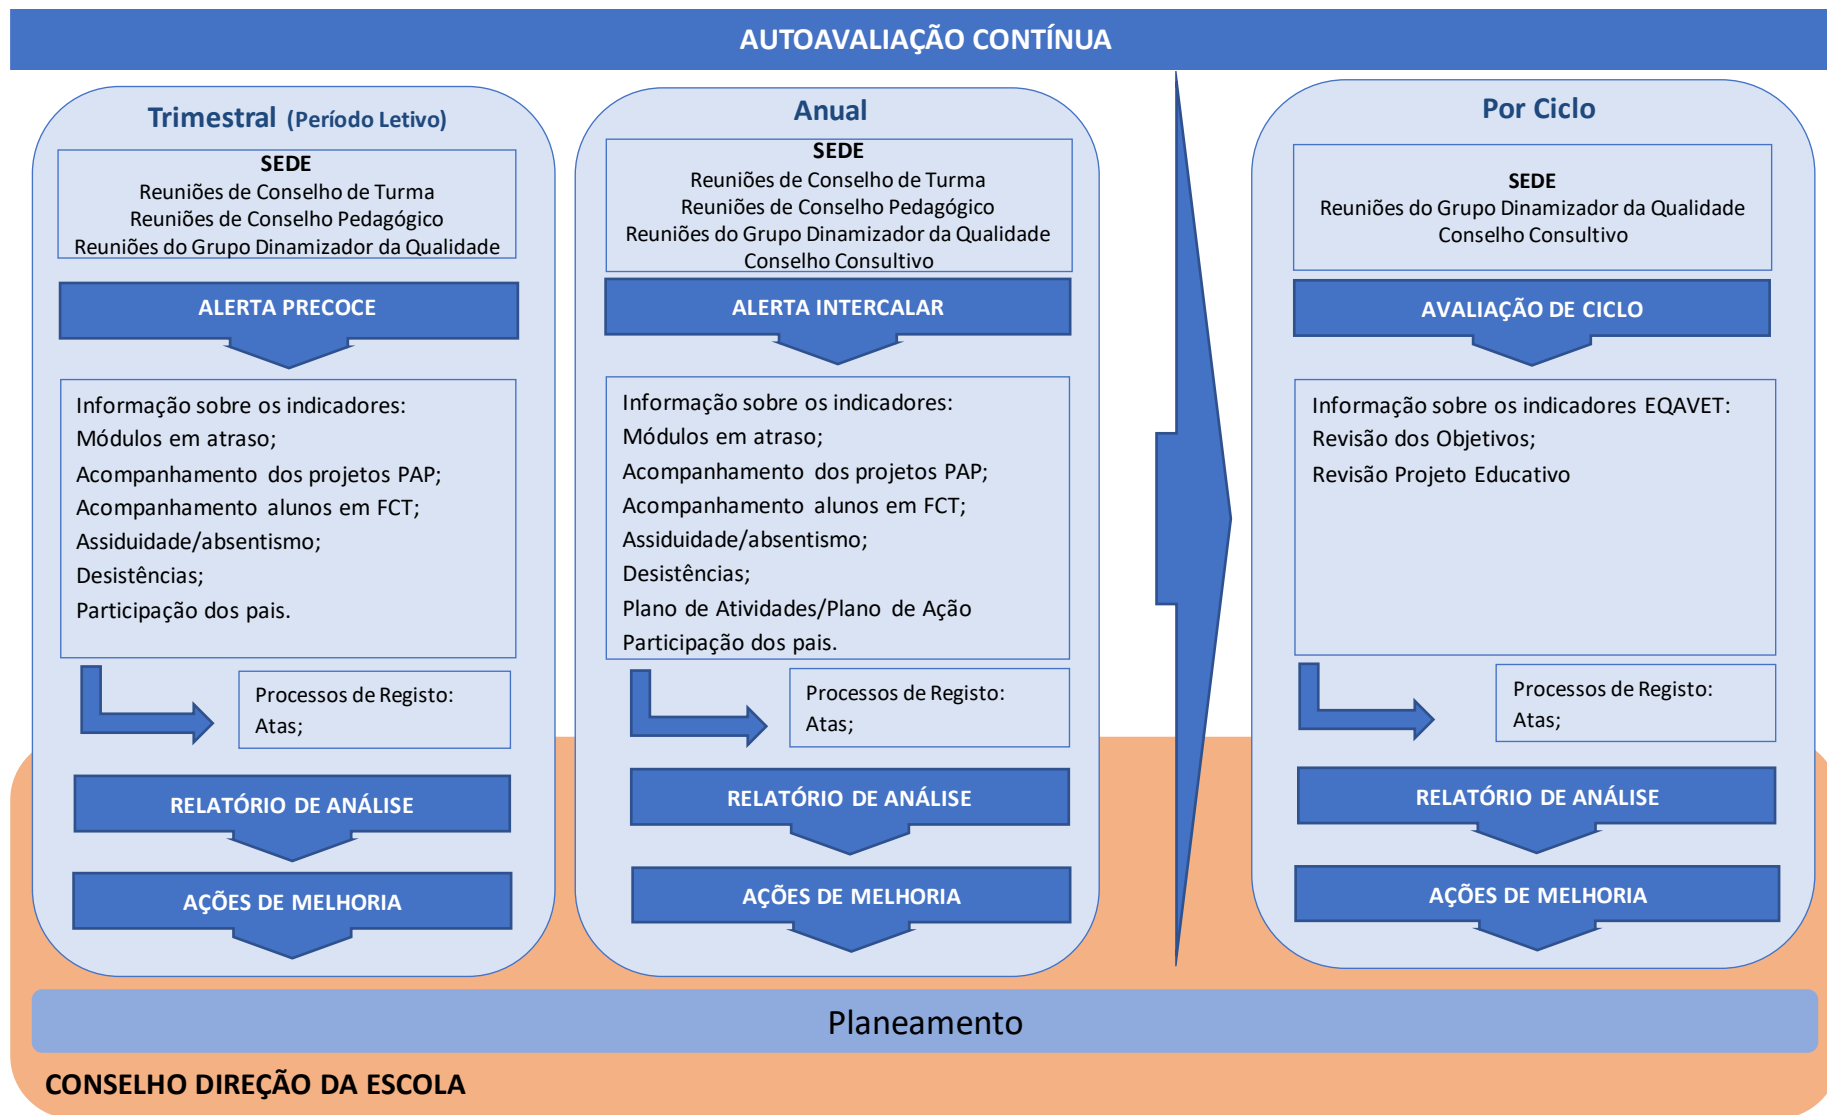 AUTOAVALIAÇÃO CONTÍNUA
Trimestral (Período Letivo)
SEDE
Reuniões de Conselho de Turma
Reuniões de Conselho Pedagógico
Reuniões do Grupo Dinamizador da Qualidade
ALERTA PRECOCE
Informação sobre os indicadores:
Módulos em atraso;
Acompanhamento dos projetos PAP;
Acompanhamento alunos em FCT;
Assiduidade/absentismo;
Desistências;
Participação dos pais.
Processos de Registo:
Atas;
RELATÓRIO DE ANÁLISE
AÇÕES DE MELHORIA
Anual
SEDE
Reuniões de Conselho de Turma
Reuniões de Conselho Pedagógico
Reuniões do Grupo Dinamizador da Qualidade
Conselho Consultivo
ALERTA INTERCALAR
Informação sobre os indicadores:
Módulos em atraso;
Acompanhamento dos projetos PAP;
Acompanhamento alunos em FCT;
Assiduidade/absentismo;
Desistências;
Plano de Atividades/Plano de Ação
Participação dos pais.
Processos de Registo:
Atas;
RELATÓRIO DE ANÁLISE
AÇÕES DE MELHORIA
Por Ciclo
SEDE
Reuniões do Grupo Dinamizador da Qualidade
Conselho Consultivo
AVALIAÇÃO DE CICLO
Informação sobre os indicadores EQAVET:
Revisão dos Objetivos;
Revisão Projeto Educativo
Processos de Registo:
Atas;
RELATÓRIO DE ANÁLISE
AÇÕES DE MELHORIA
Planeamento
CONSELHO DIREÇÃO DA ESCOLA